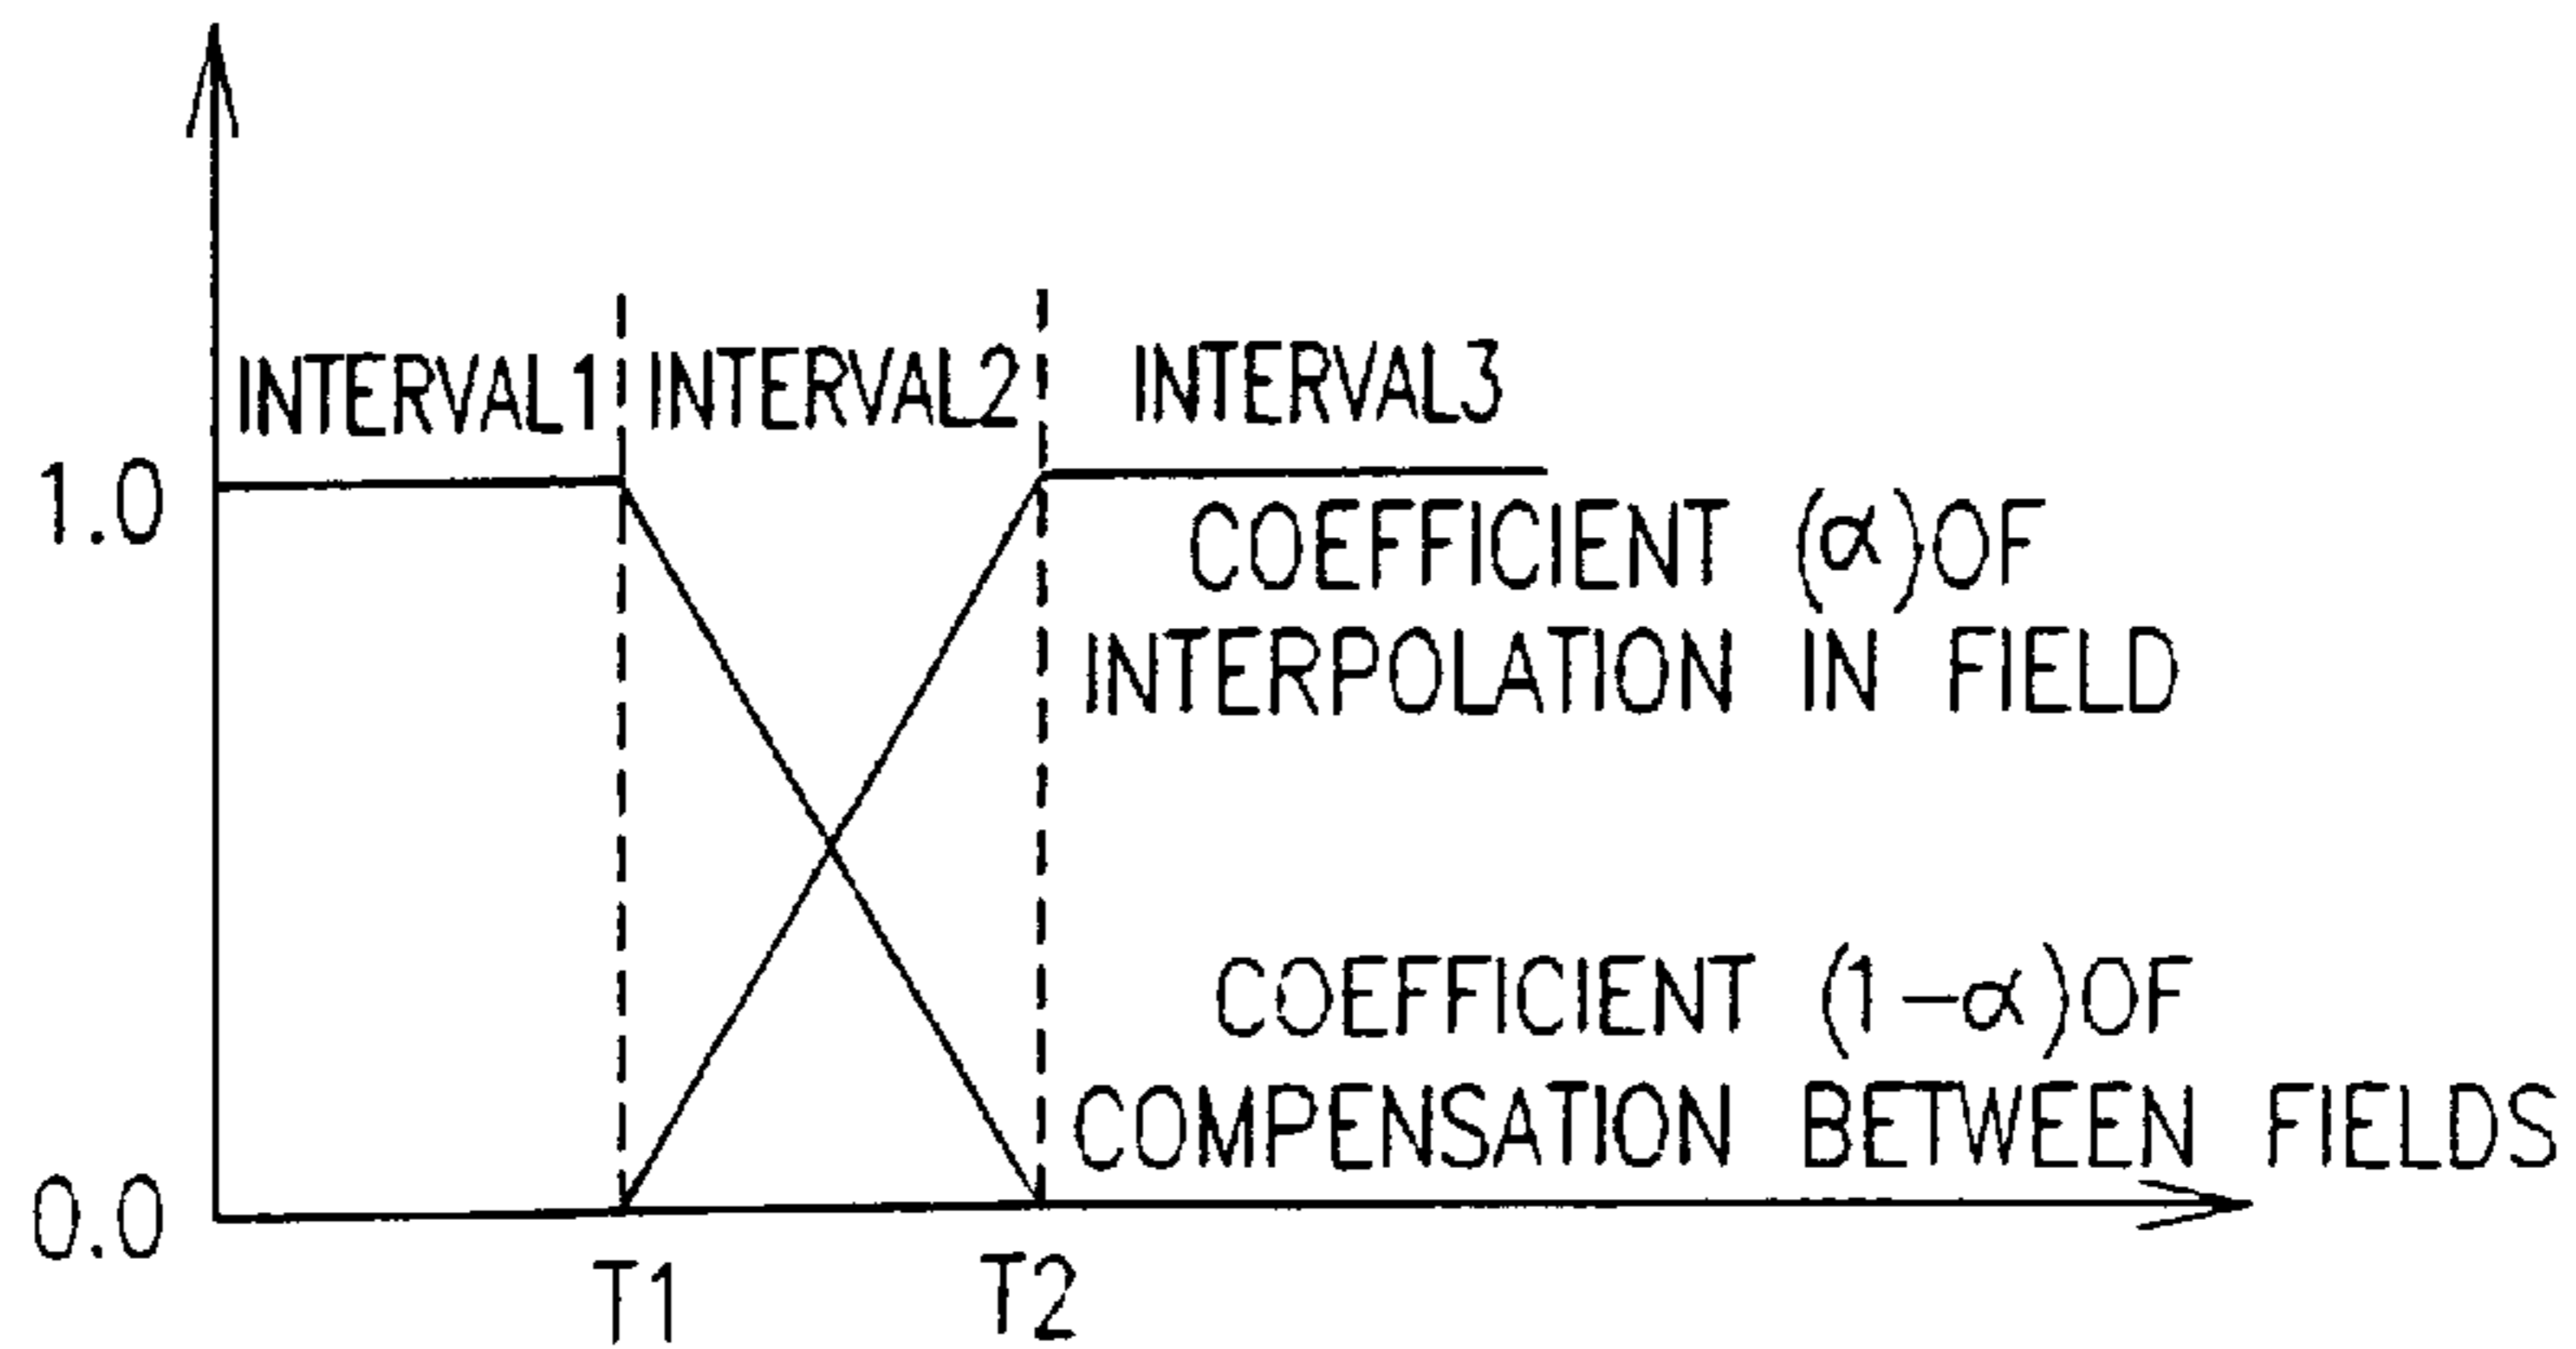 INTERVAL1 INTERVAL2 INTERVAL3
1.0
COEFFICIENT (α)OF
INTERPOLATION IN FIELD
COEFFICIENT (1-α)OF
COMPENSATION BETWEEN FIELDS
0.0
T1 T2